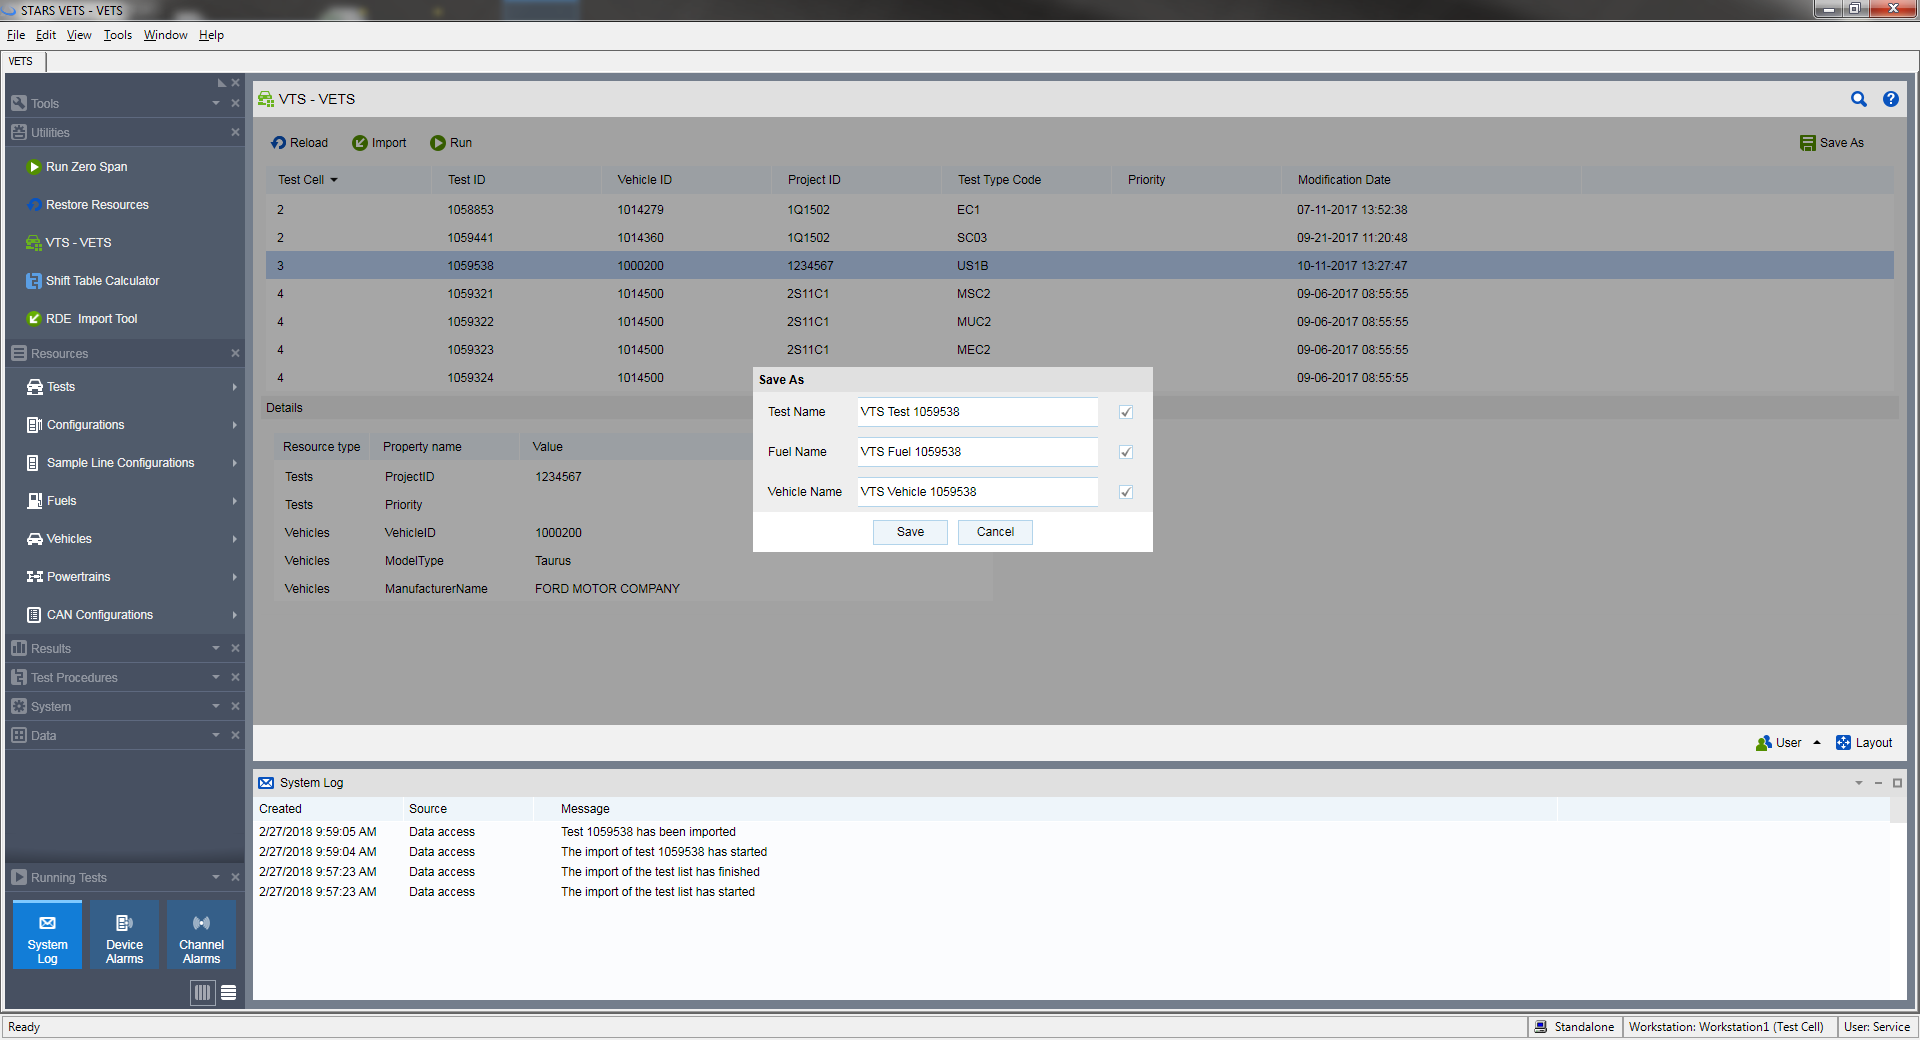 STARS VETS - VETS
File Edit View Tools Window Help
VETS
Tools
Utilities
Run Zero Span
Restore Resources
VTS - VETS
Shift Table Calculator
RDE Import Tool
Resources
Tests
Configurations
Sample Line Configurations
Fuels
Vehicles
Powertrains
CAN Configurations
Results
Test Procedures
System
Data
Running Tests
System Log
Device Alarms
Channel Alarms
VTS - VETS
Reload Import Run Save As
Test Cell Test ID Vehicle ID Project ID Test Type Code Priority Modification Date
2 1058853 1014279 1Q1502 EC1 07-11-2017 13:52:38
2 1059441 1014360 1Q1502 SC03 09-21-2017 11:20:48
3 1059538 1000200 1234567 US1B 10-11-2017 13:27:47
4 1059321 1014500 2S11C1 MSC2 09-06-2017 08:55:55
4 1059322 1014500 2S11C1 MUC2 09-06-2017 08:55:55
4 1059323 1014500 2S11C1 MEC2 09-06-2017 08:55:55
4 1059324 1014500 09-06-2017 08:55:55
Details
Resource type Property name Value
Tests ProjectID 1234567
Tests Priority
Vehicles VehicleID 1000200
Vehicles ModelType Taurus
Vehicles ManufacturerName FORD MOTOR COMPANY
Save As
Test Name VTS Test 1059538
Fuel Name VTS Fuel 1059538
Vehicle Name VTS Vehicle 1059538
Save Cancel
User Layout
System Log
Created Source Message
2/27/2018 9:59:05 AM Data access Test 1059538 has been imported
2/27/2018 9:59:04 AM Data access The import of test 1059538 has started
2/27/2018 9:57:23 AM Data access The import of the test list has finished
2/27/2018 9:57:23 AM Data access The import of the test list has started
Ready Standalone Workstation: Workstation1 (Test Cell) User: Service